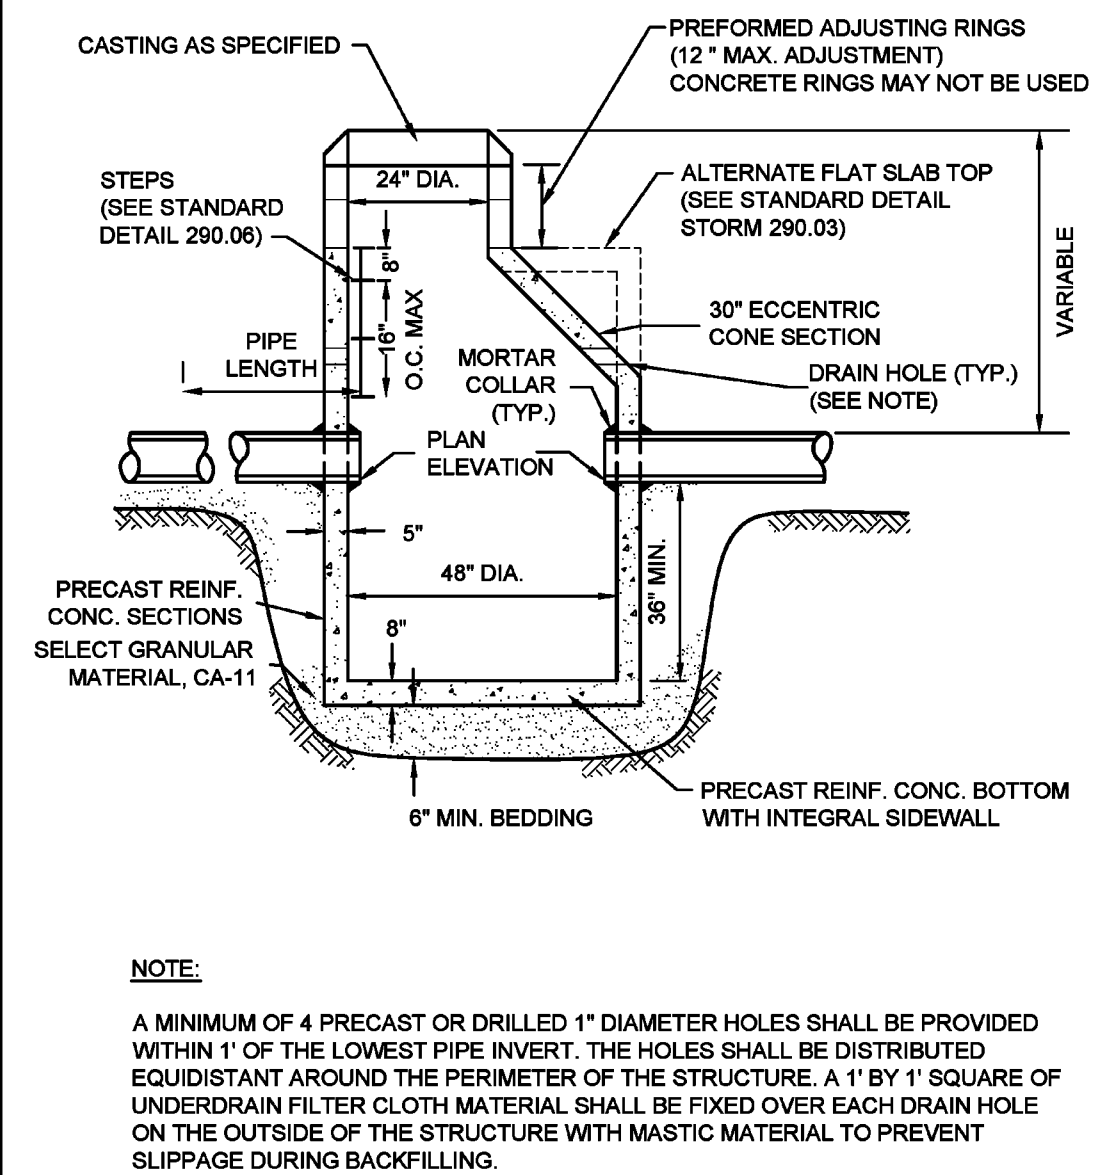 CASTING AS SPECIFIED
PREFORMED ADJUSTING RINGS
(12 " MAX. ADJUSTMENT)
CONCRETE RINGS MAY NOT BE USED
STEPS
(SEE STANDARD
DETAIL 290.06)
24" DIA.
ALTERNATE FLAT SLAB TOP
(SEE STANDARD DETAIL
STORM 290.03)
8"
16"
O.C. MAX
VARIABLE
30" ECCENTRIC
CONE SECTION
PIPE
LENGTH
MORTAR
COLLAR
(TYP.)
DRAIN HOLE (TYP.)
(SEE NOTE)
PLAN
ELEVATION
5"
48" DIA.
36" MIN.
PRECAST REINF.
CONC. SECTIONS
8"
SELECT GRANULAR
MATERIAL, CA-11
PRECAST REINF. CONC. BOTTOM
WITH INTEGRAL SIDEWALL
6" MIN. BEDDING
NOTE:
A MINIMUM OF 4 PRECAST OR DRILLED 1" DIAMETER HOLES SHALL BE PROVIDED
WITHIN 1' OF THE LOWEST PIPE INVERT. THE HOLES SHALL BE DISTRIBUTED
EQUIDISTANT AROUND THE PERIMETER OF THE STRUCTURE. A 1' BY 1' SQUARE OF
UNDERDRAIN FILTER CLOTH MATERIAL SHALL BE FIXED OVER EACH DRAIN HOLE
ON THE OUTSIDE OF THE STRUCTURE WITH MASTIC MATERIAL TO PREVENT
SLIPPAGE DURING BACKFILLING.